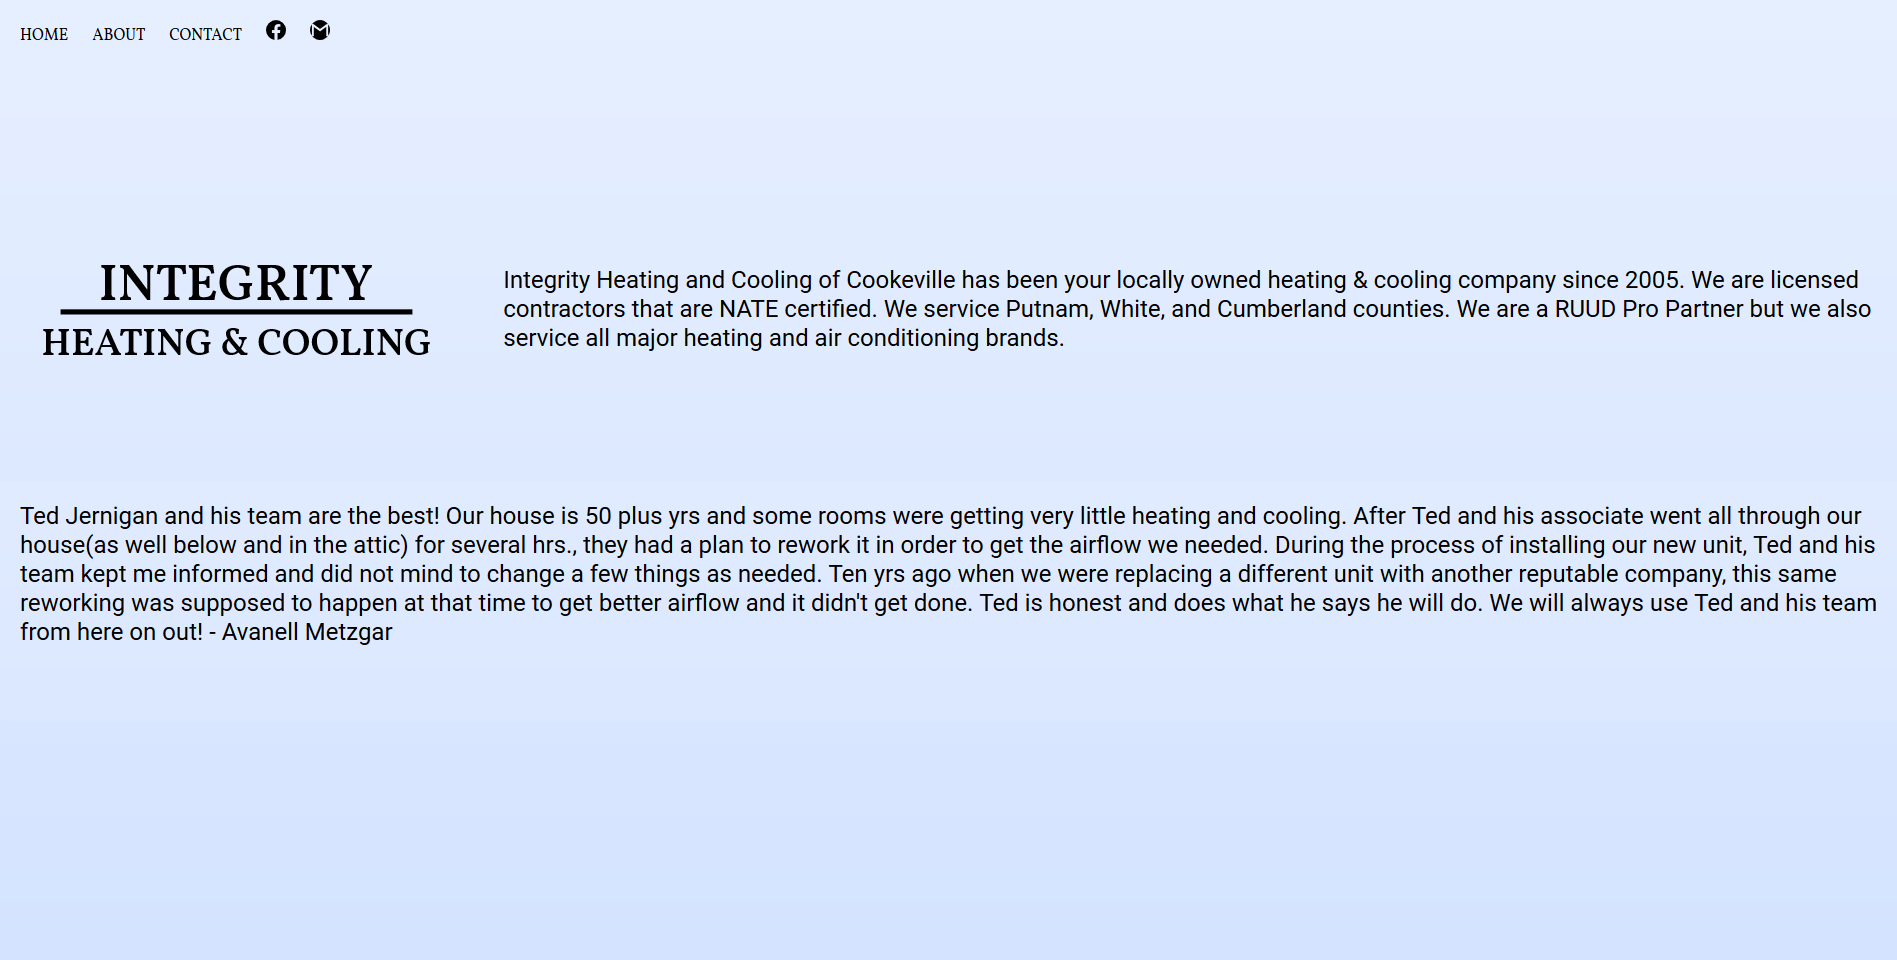 HOME ABOUT CONTACT
INTEGRITY
HEATING & COOLING
Integrity Heating and Cooling of Cookeville has been your locally owned heating & cooling company since 2005. We are licensed
contractors that are NATE certified. We service Putnam, White, and Cumberland counties. We are a RUUD Pro Partner but we also
service all major heating and air conditioning brands.
Ted Jernigan and his team are the best! Our house is 50 plus yrs and some rooms were getting very little heating and cooling. After Ted and his associate went all through our
house(as well below and in the attic) for several hrs., they had a plan to rework it in order to get the airflow we needed. During the process of installing our new unit, Ted and his
team kept me informed and did not mind to change a few things as needed. Ten yrs ago when we were replacing a different unit with another reputable company, this same
reworking was supposed to happen at that time to get better airflow and it didn't get done. Ted is honest and does what he says he will do. We will always use Ted and his team
from here on out! - Avanell Metzgar